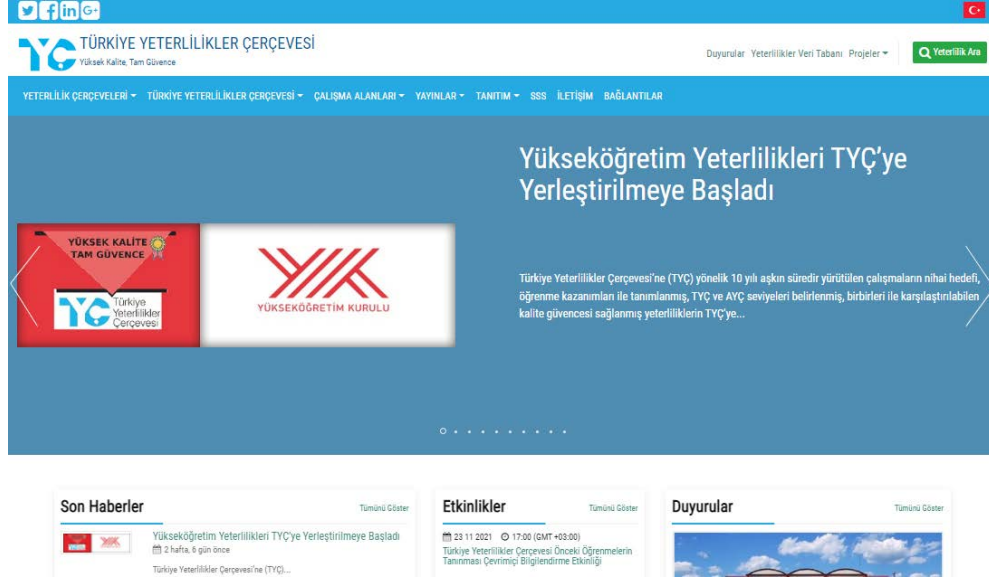 TÜRKİYE YETERLİLİKLER ÇERÇEVESİ
Yüksek Kalite, Tam Güvence
Duyurular Yeterlilikler Veri Tabanı Projeler
Yeterlilik Ara
YETERLİLİK ÇERÇEVELERİ TÜRKİYE YETERLİLİKLER ÇERÇEVESİ ÇALIŞMA ALANLARI YAYINLAR TANITIM SSS İLETİŞİM BAĞLANTILAR
Yükseköğretim Yeterlilikleri TYÇ’ye
Yerleştirilmeye Başladı
YÜKSEK KALİTE
TAM GÜVENCE
Türkiye
Yeterlilikler
Çerçevesi
YÜKSEKÖĞRETİM KURULU
Türkiye Yeterlilikler Çerçevesi’ne (TYÇ) yönelik 10 yılı aşkın süredir yürütülen çalışmaların nihai hedefi,
öğrenme kazanımları ile tanımlanmış, TYÇ ve AYÇ seviyeleri belirlenmiş, birbirleri ile karşılaştırılabilen
kalite güvencesi sağlanmış yeterliliklerin TYÇ’ye...
Son Haberler
Tümünü Göster
Yükseköğretim Yeterlilikleri TYÇ’ye Yerleştirilmeye Başladı
2 hafta, 6 gün önce
Türkiye Yeterlilikler Çerçevesi’ne (TYÇ)...
Etkinlikler
Tümünü Göster
23 11 2021 17:00 (GMT +03:00)
Türkiye Yeterlilikler Çerçevesi Önceki Öğrenmelerin
Tanınması Çevrimiçi Bilgilendirme Etkinliği
Duyurular
Tümünü Göster